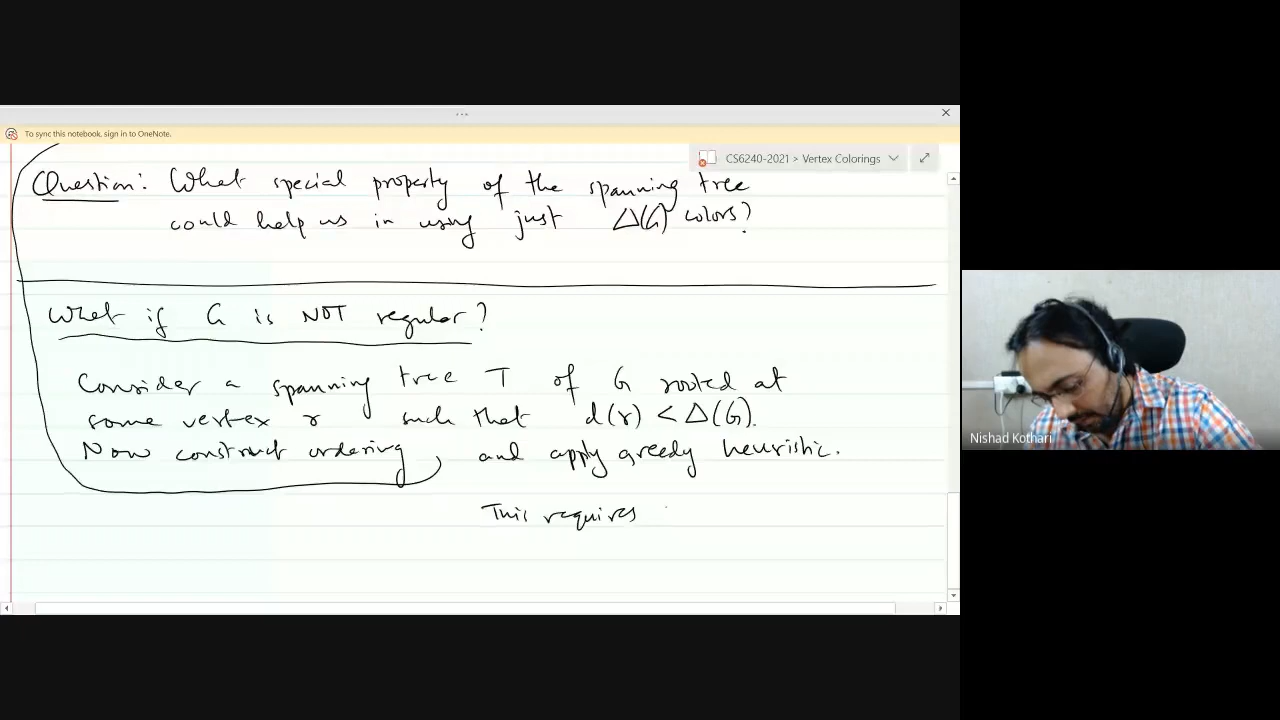 To sync this notebook, sign in to OneNote.
CS6240-2021 > Vertex Colorings
Question: What special property of the spanning tree
could help us in using just Δ(G) colors?
What if G is NOT regular?
Consider a spanning tree T of G rooted at
some vertex r such that d(r) < Δ(G).
Now construct ordering, and apply greedy heuristic.
This requires
Nishad Kothari